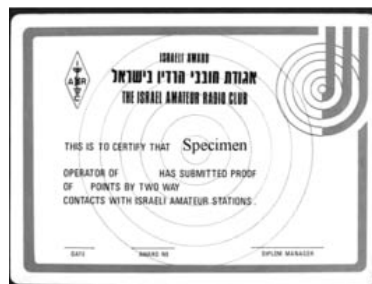 ISRAELI AWARD
אגודת חובבי הרדיו בישראל
THE ISRAEL AMATEUR RADIO CLUB
I
A R
C
THIS IS TO CERTIFY THAT Specimen
OPERATOR OF HAS SUBMITTED PROOF
OF POINTS BY TWO WAY
CONTACTS WITH ISRAELI AMATEUR STATIONS.
DATE AWARD NO DIPLOM MANAGER